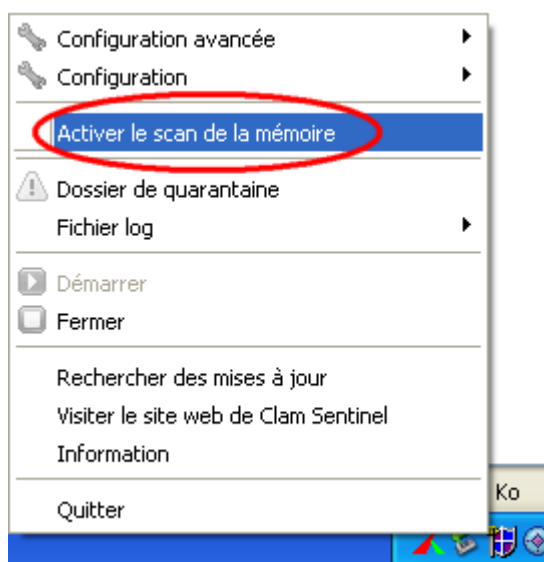 Configuration avancée
Configuration
Activer le scan de la mémoire
Dossier de quarantaine
Fichier log
Démarrer
Fermer
Rechercher des mises à jour
Visiter le site web de Clam Sentinel
Information
Quitter
Ko